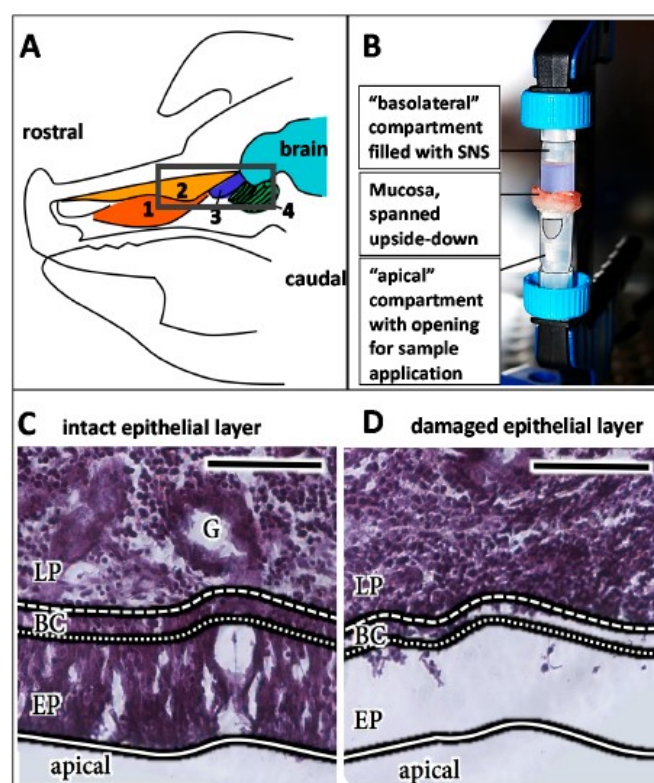 A
rostral
brain
2
1
3
4
caudal
B
“basolateral”
compartment
filled with SNS
Mucosa,
spanned
upside-down
“apical”
compartment
with opening
for sample
application
C intact epithelial layer
G
LP
BC
EP
apical
D damaged epithelial layer
LP
BC
EP
apical